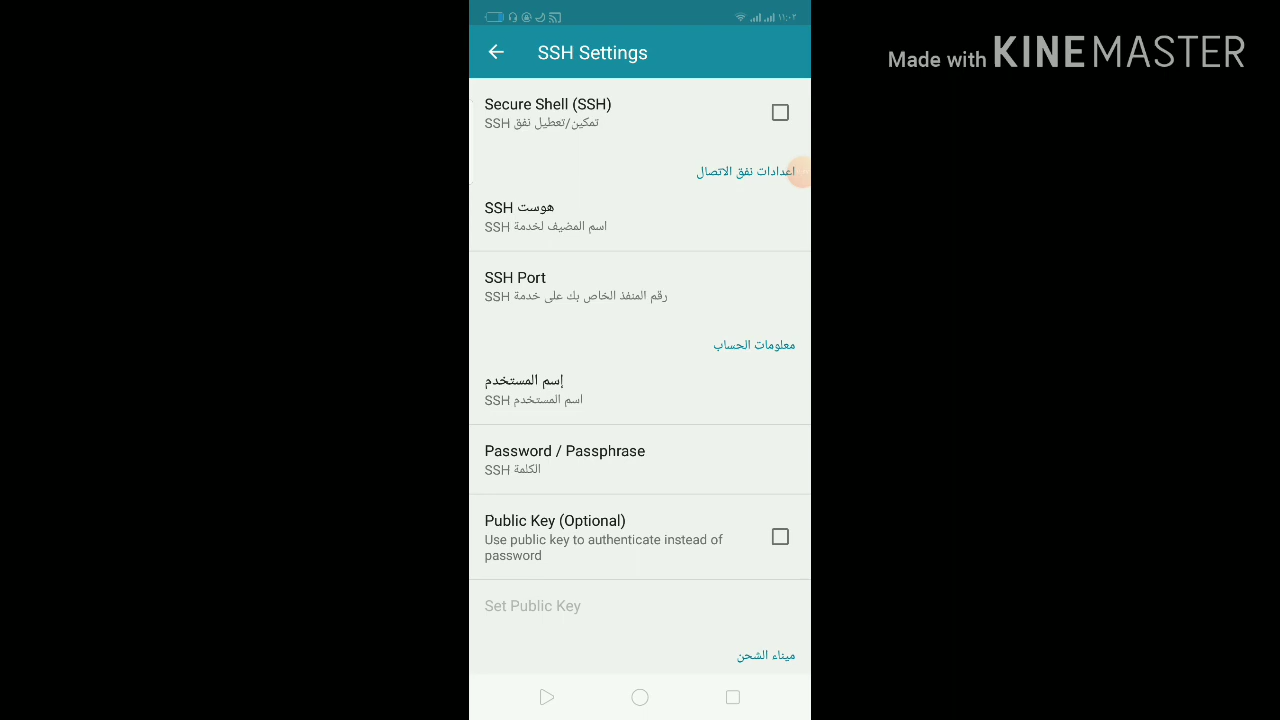 ١١:٠٣
SSH Settings
Made with KINEMASTER
Secure Shell (SSH)
تمكين/تعطيل نفق SSH
اعدادات نفق الاتصال
SSH هوست
اسم المضيف لخدمة SSH
SSH Port
رقم المنفذ الخاص بك على خدمة SSH
معلومات الحساب
إسم المستخدم
اسم المستخدم SSH
Password / Passphrase
الكلمة SSH
Public Key (Optional)
Use public key to authenticate instead of
password
Set Public Key
ميناء الشحن